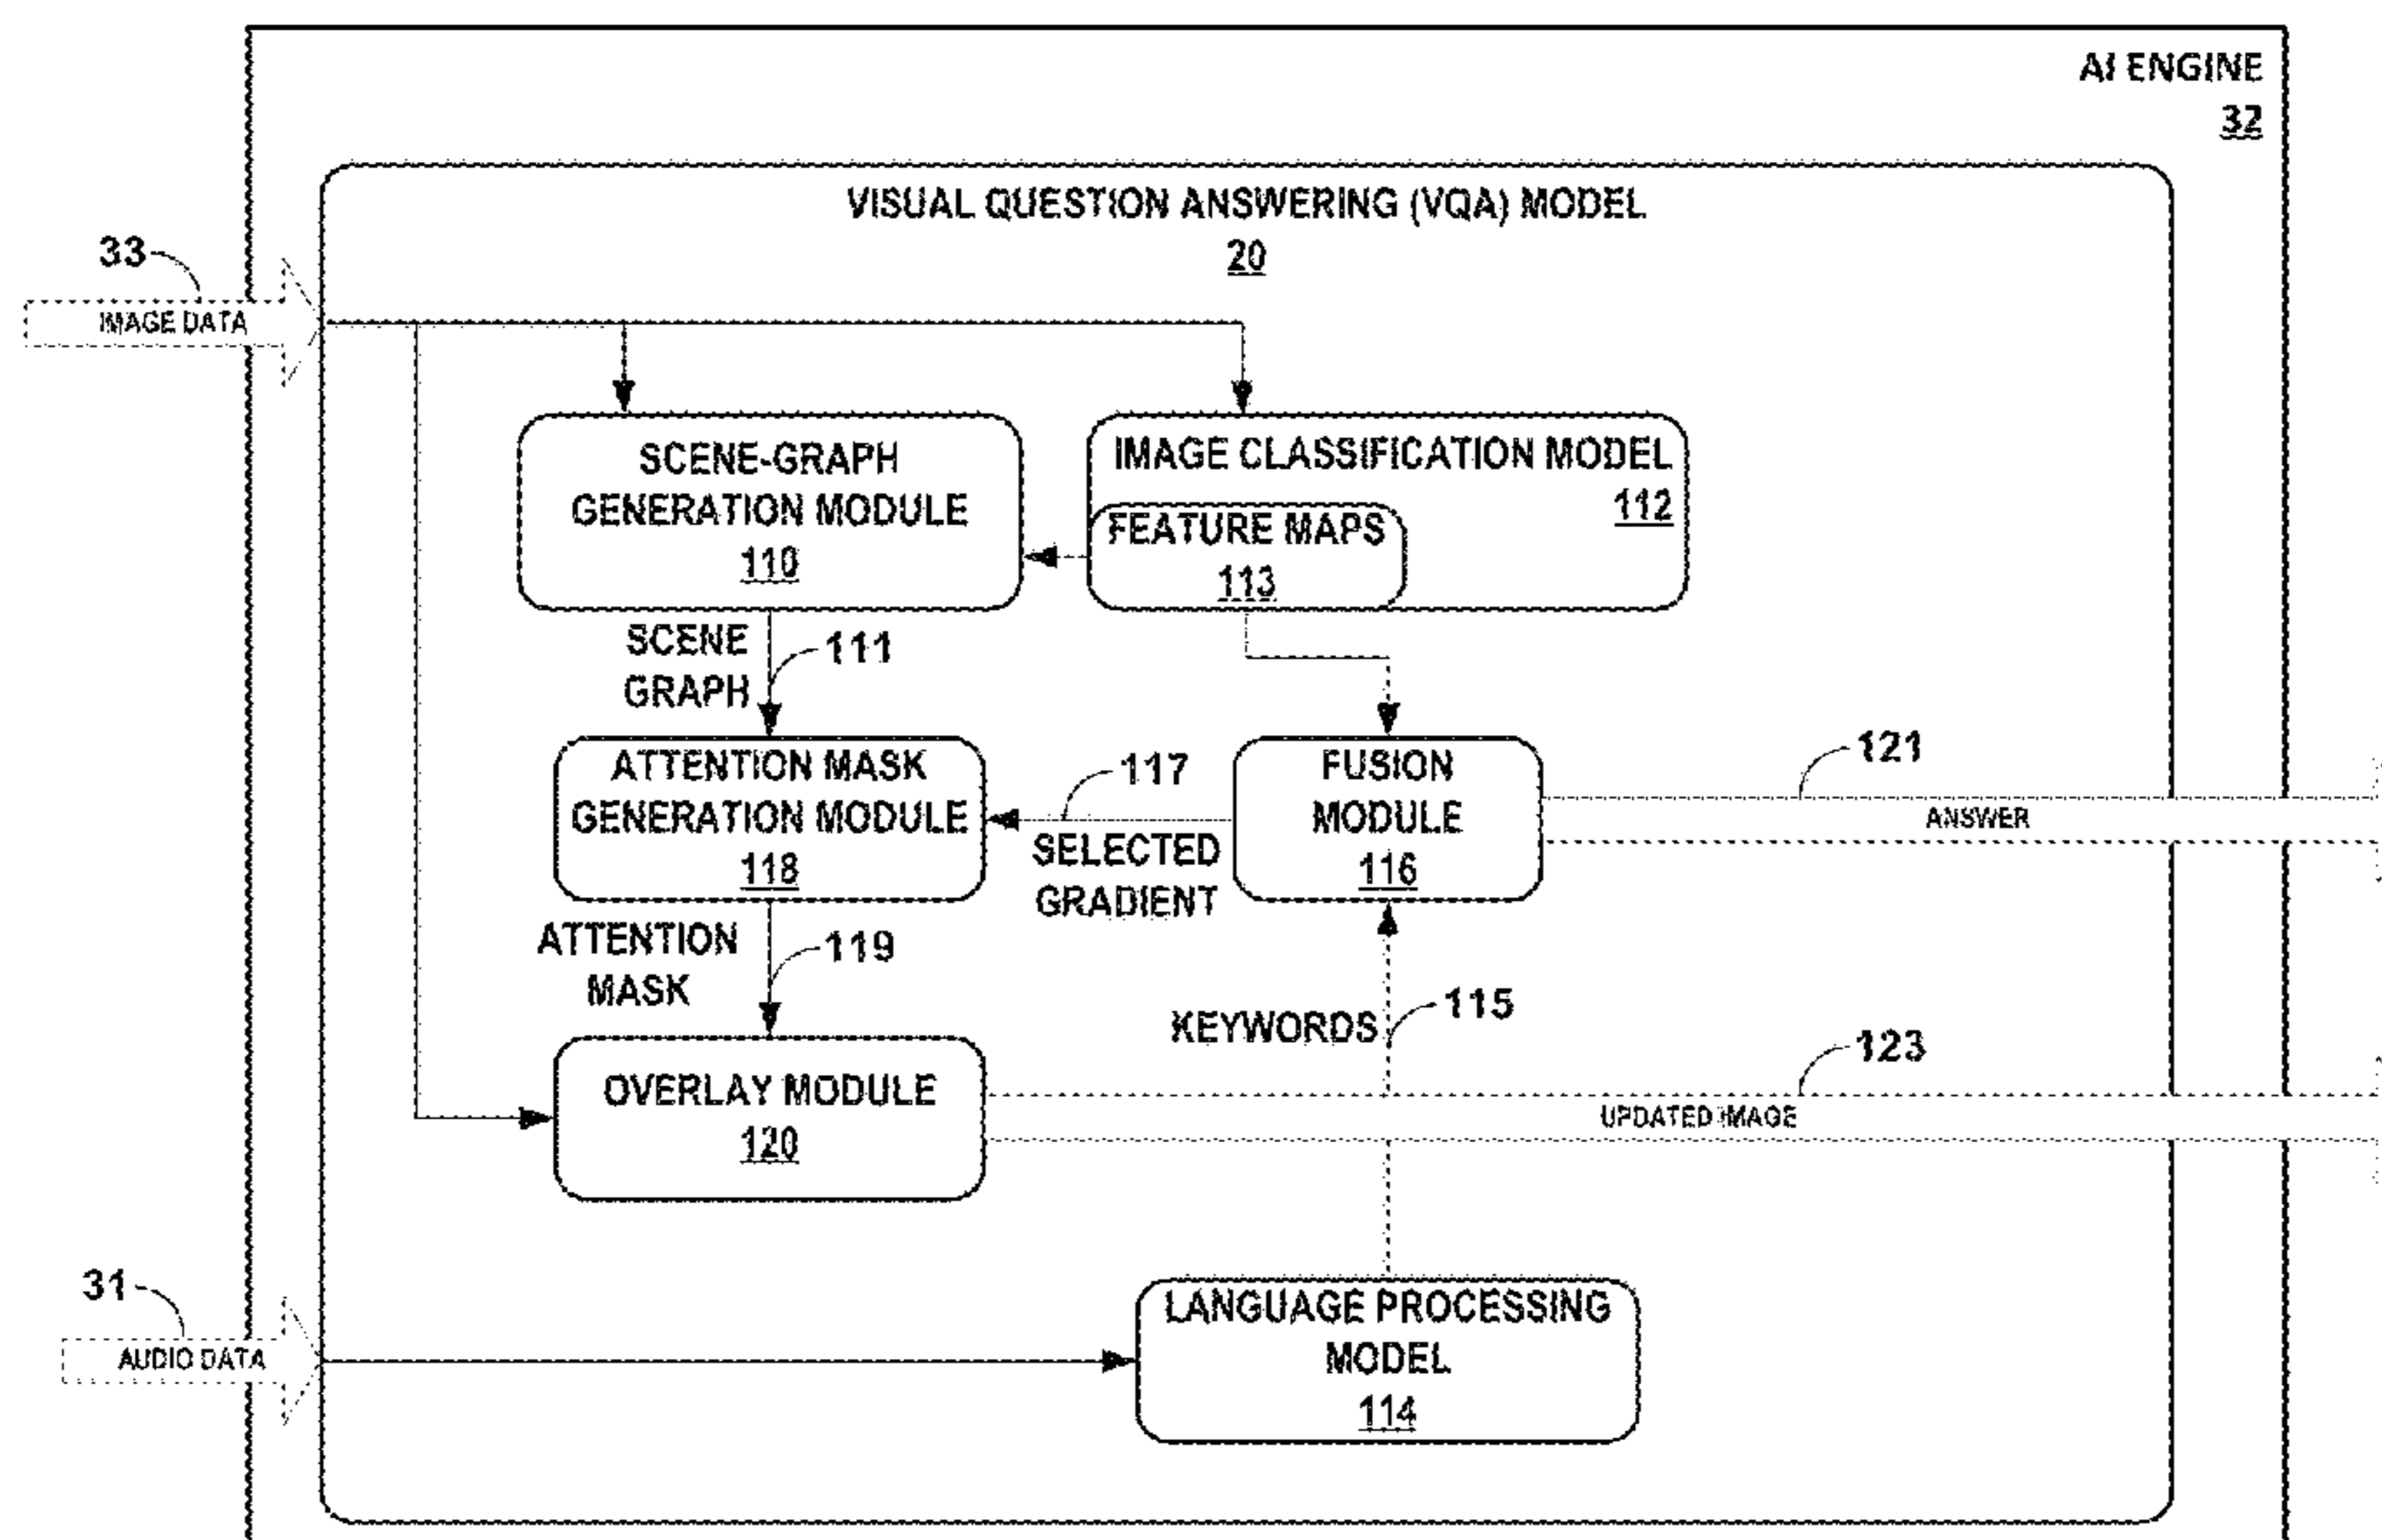 AI ENGINE
32
VISUAL QUESTION ANSWERING (VQA) MODEL
20
33
IMAGE DATA
SCENE-GRAPH
GENERATION MODULE
110
IMAGE CLASSIFICATION MODEL
112
FEATURE MAPS
113
SCENE
GRAPH
111
ATTENTION MASK
GENERATION MODULE
118
117
SELECTED
GRADIENT
FUSION
MODULE
116
121
ANSWER
ATTENTION
MASK
119
KEYWORDS
115
OVERLAY MODULE
120
123
UPDATED IMAGE
31
AUDIO DATA
LANGUAGE PROCESSING
MODEL
114